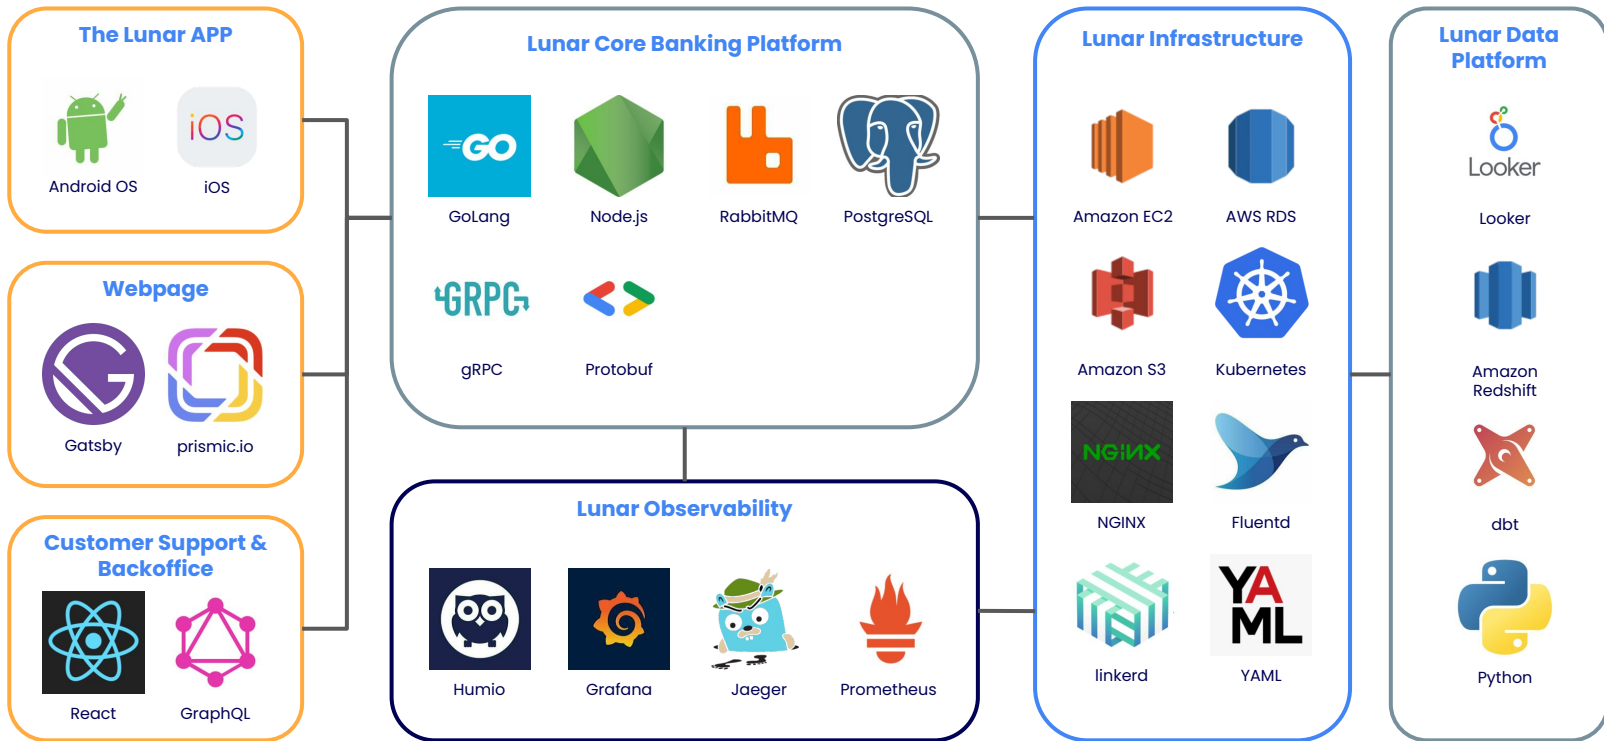 The Lunar APP
iOS
Android OS
iOS
Webpage
Gatsby
prismic.io
Customer Support &
Backoffice
React
GraphQL
Lunar Core Banking Platform
GO
GoLang
Node.js
RabbitMQ
PostgreSQL
GRPC
gRPC
Protobuf
Lunar Observability
Humio
Grafana
Jaeger
Prometheus
Lunar Infrastructure
Amazon EC2
AWS RDS
Amazon S3
Kubernetes
NGINX
NGINX
Fluentd
linkerd
YA
ML
YAML
Lunar Data
Platform
Looker
Looker
Amazon
Redshift
dbt
Python